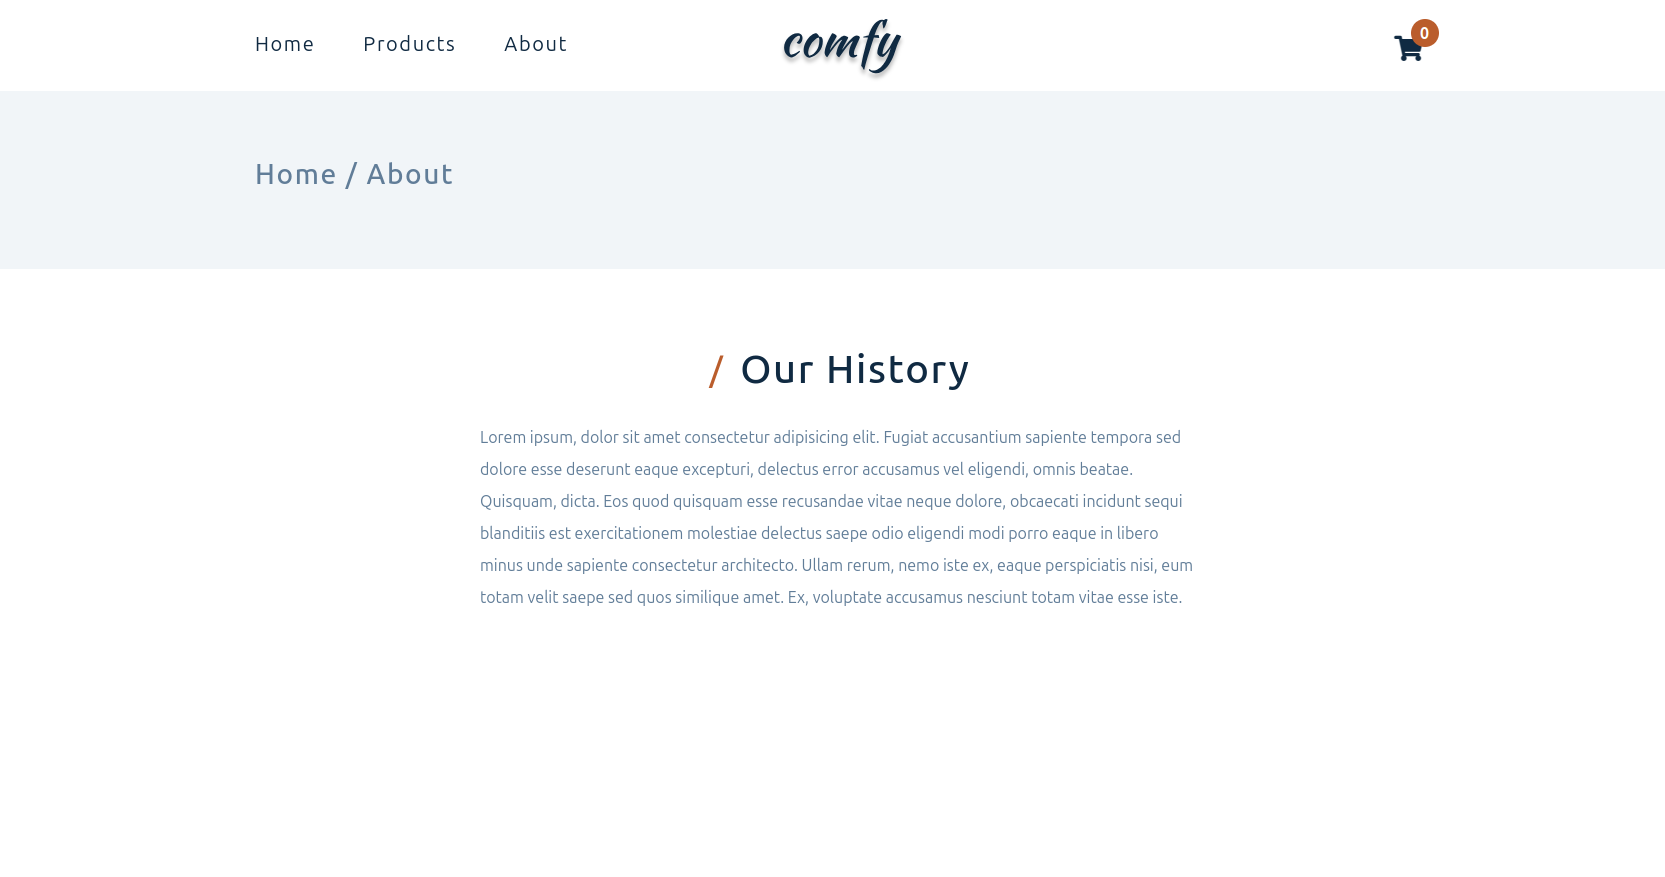 Home
Products
About
comfy
0
Home / About
/ Our History
Lorem ipsum, dolor sit amet consectetur adipisicing elit. Fugiat accusantium sapiente tempora sed
dolore esse deserunt eaque excepturi, delectus error accusamus vel eligendi, omnis beatae.
Quisquam, dicta. Eos quod quisquam esse recusandae vitae neque dolore, obcaecati incidunt sequi
blanditiis est exercitationem molestiae delectus saepe odio eligendi modi porro eaque in libero
minus unde sapiente consectetur architecto. Ullam rerum, nemo iste ex, eaque perspiciatis nisi, eum
totam velit saepe sed quos similique amet. Ex, voluptate accusamus nesciunt totam vitae esse iste.